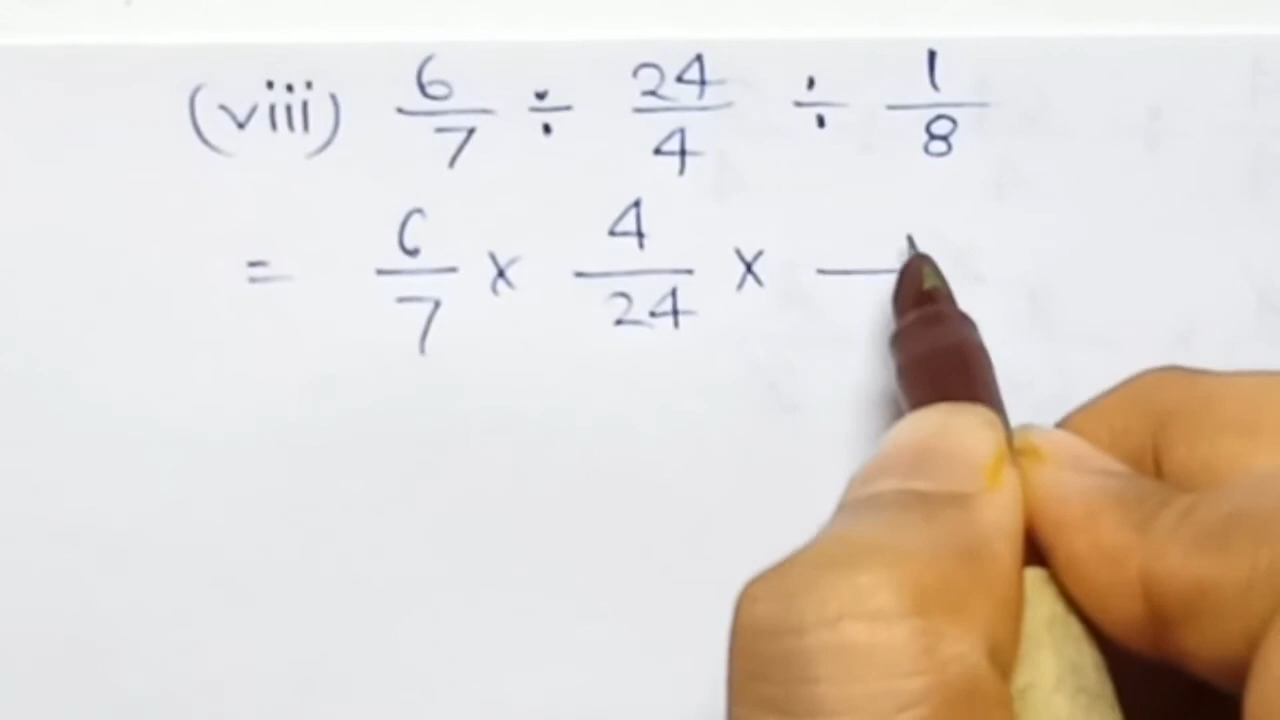 (viii) 6/7 ÷ 24/4 ÷ 1/8
= 6/7 × 4/24 ×